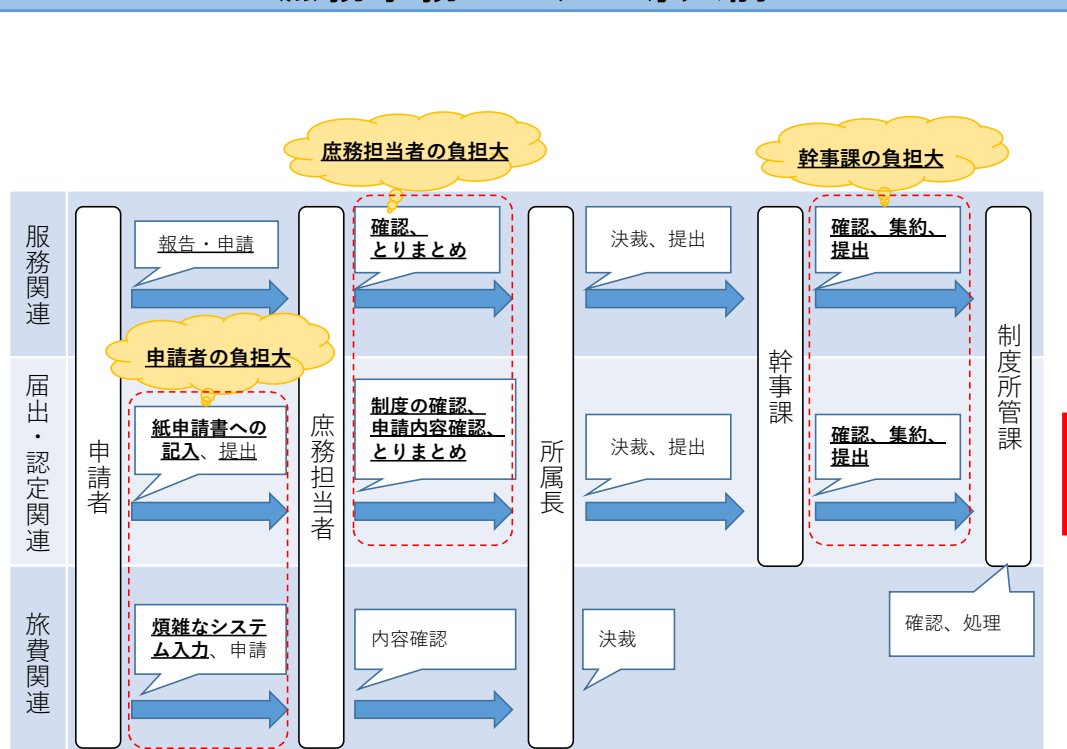 庶務担当者の負担大
幹事課の負担大
服務関連
報告・申請
確認、
とりまとめ
決裁、提出
確認、集約、
提出
申請者の負担大
届出・認定関連
紙申請書への
記入、提出
制度の確認、
申請内容確認、
とりまとめ
決裁、提出
確認、集約、
提出
申請者
庶務担当者
所属長
幹事課
制度所管課
旅費関連
煩雑なシステ
ム入力、申請
内容確認
決裁
確認、処理